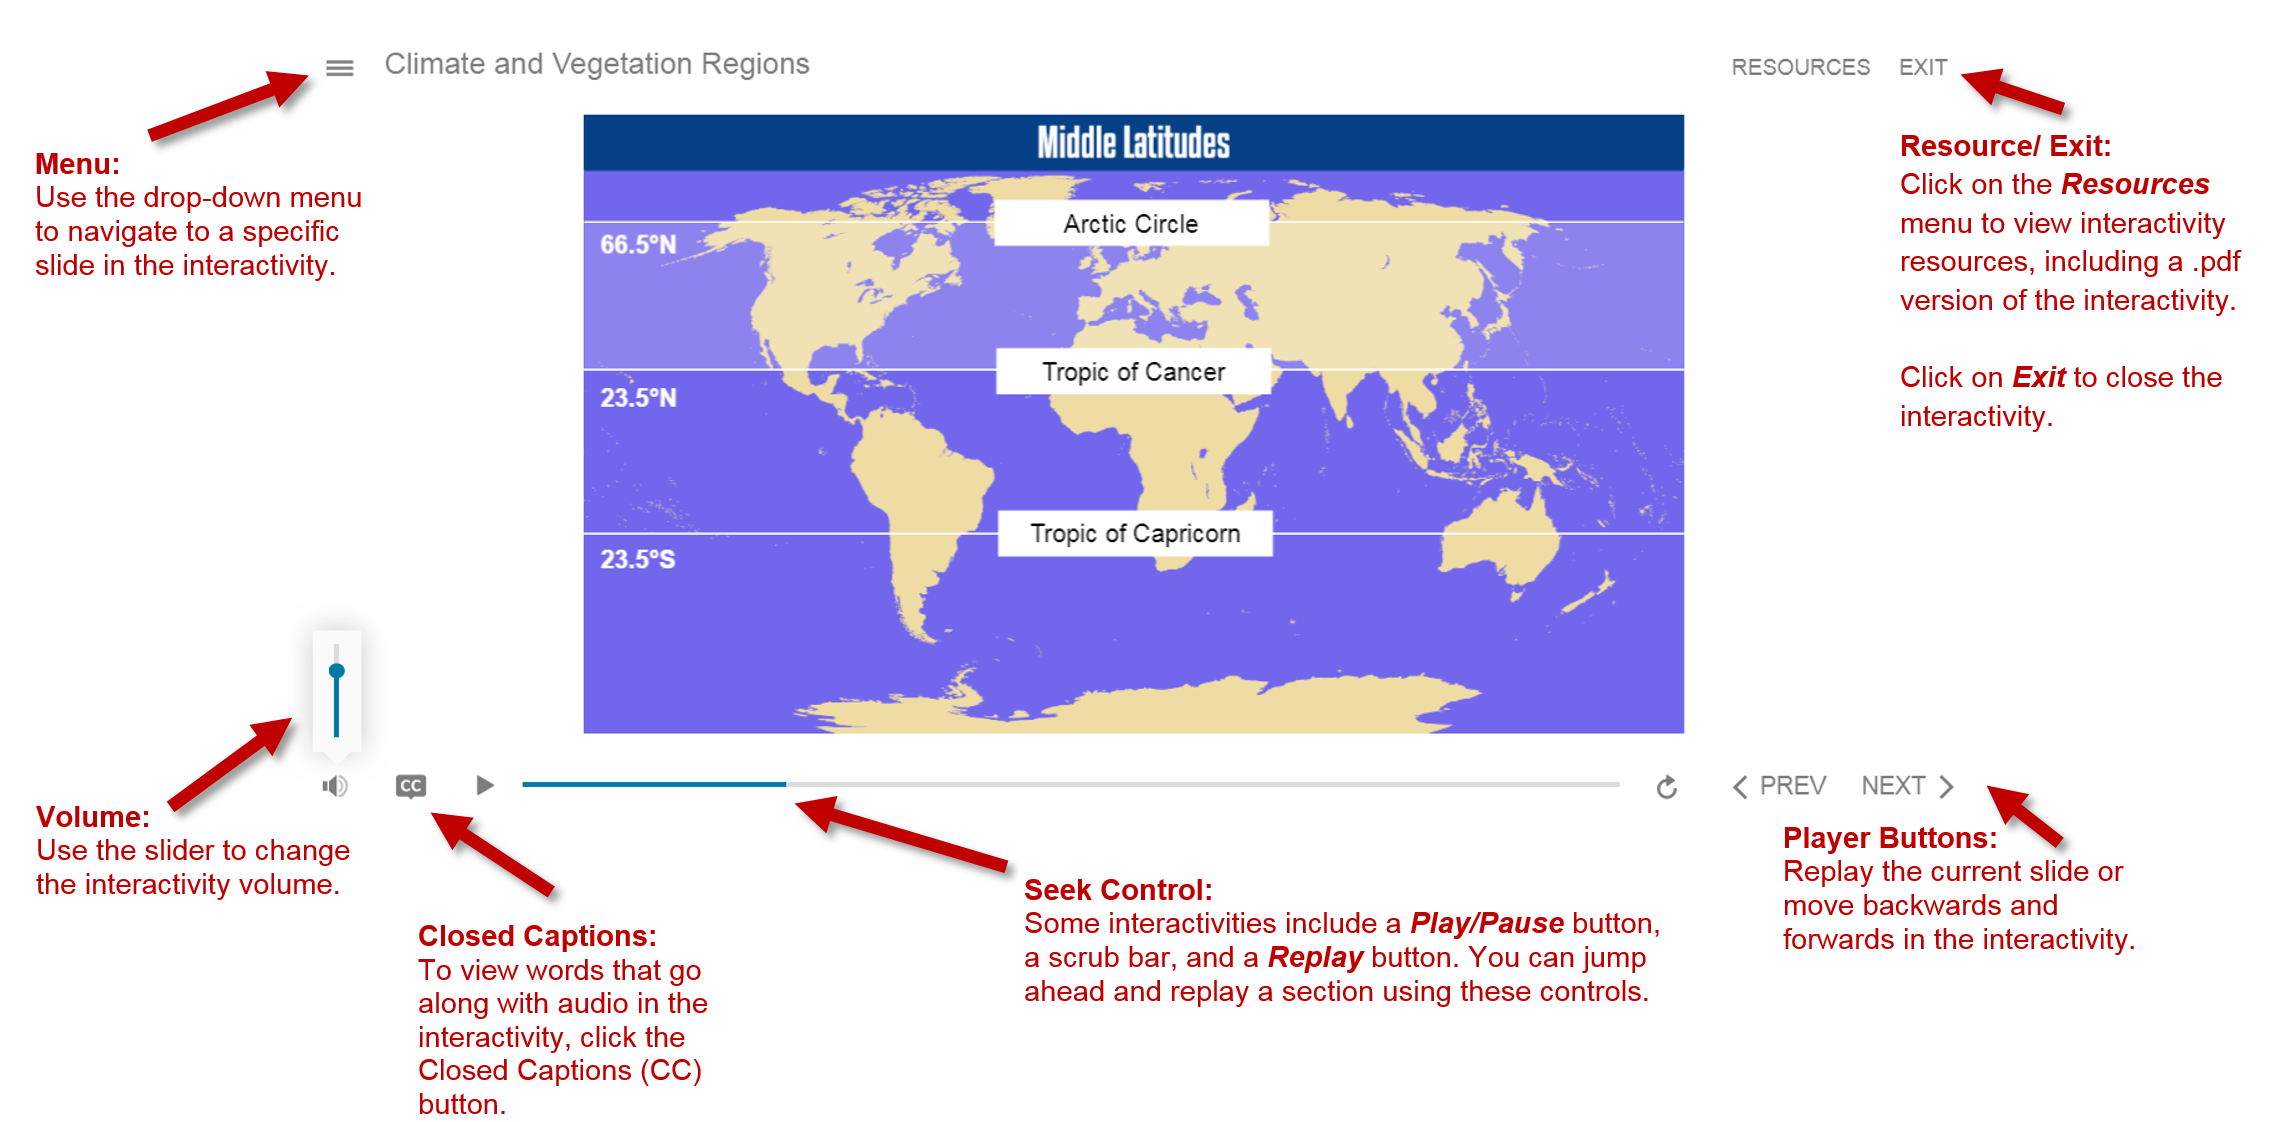 Climate and Vegetation Regions
RESOURCES EXIT
Menu:
Use the drop-down menu
to navigate to a specific
slide in the interactivity.
Middle Latitudes
Arctic Circle
66.5°N
Tropic of Cancer
23.5°N
Tropic of Capricorn
23.5°S
Resource/ Exit:
Click on the Resources
menu to view interactivity
resources, including a .pdf
version of the interactivity.
Click on Exit to close the
interactivity.
CC
PREV NEXT
Volume:
Use the slider to change
the interactivity volume.
Closed Captions:
To view words that go
along with audio in the
interactivity, click the
Closed Captions (CC)
button.
Seek Control:
Some interactivities include a Play/Pause button,
a scrub bar, and a Replay button. You can jump
ahead and replay a section using these controls.
Player Buttons:
Replay the current slide or
move backwards and
forwards in the interactivity.